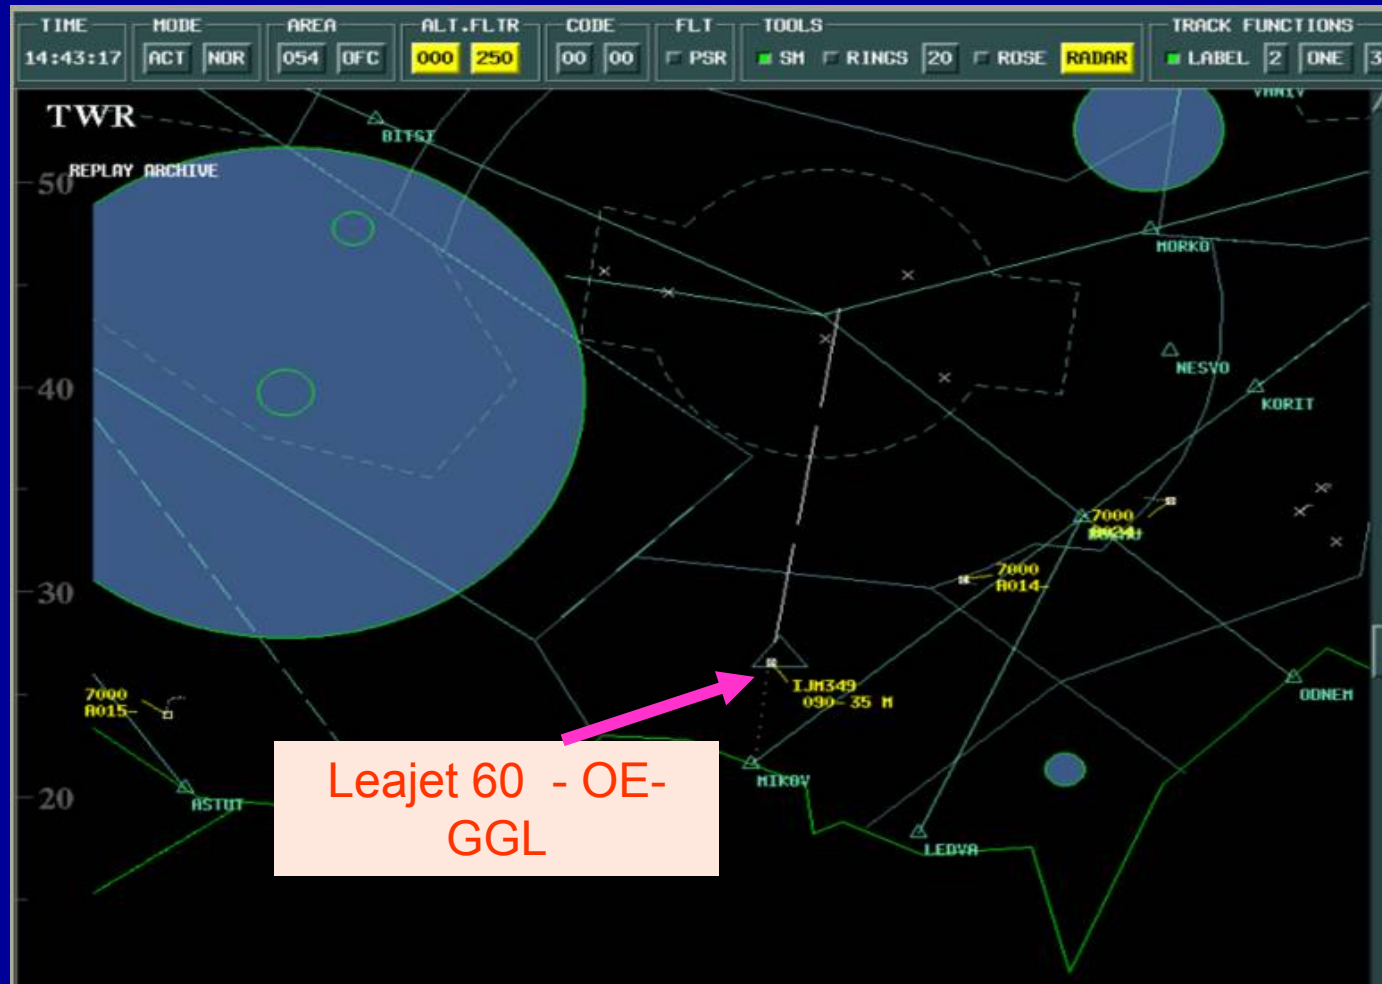 TIME MODE AREA ALT.FLTR CODE FLT TOOLS TRACK FUNCTIONS
14:43:17 ACT NOR 054 OFC 000 250 00 00 PSR SM RINGS 20 ROSE RADAR LABEL 2 ONE 3
TWR
BITSI
REPLAY ARCHIVE
50
MORKO
NESVO
40
KORIT
7000
7000
A014-
30
IJM349
090-35 M
7000
A015-
ODNEM
MIKOV
20
ASTUT
Leajet 60 - OE-
GGL
LEDVA